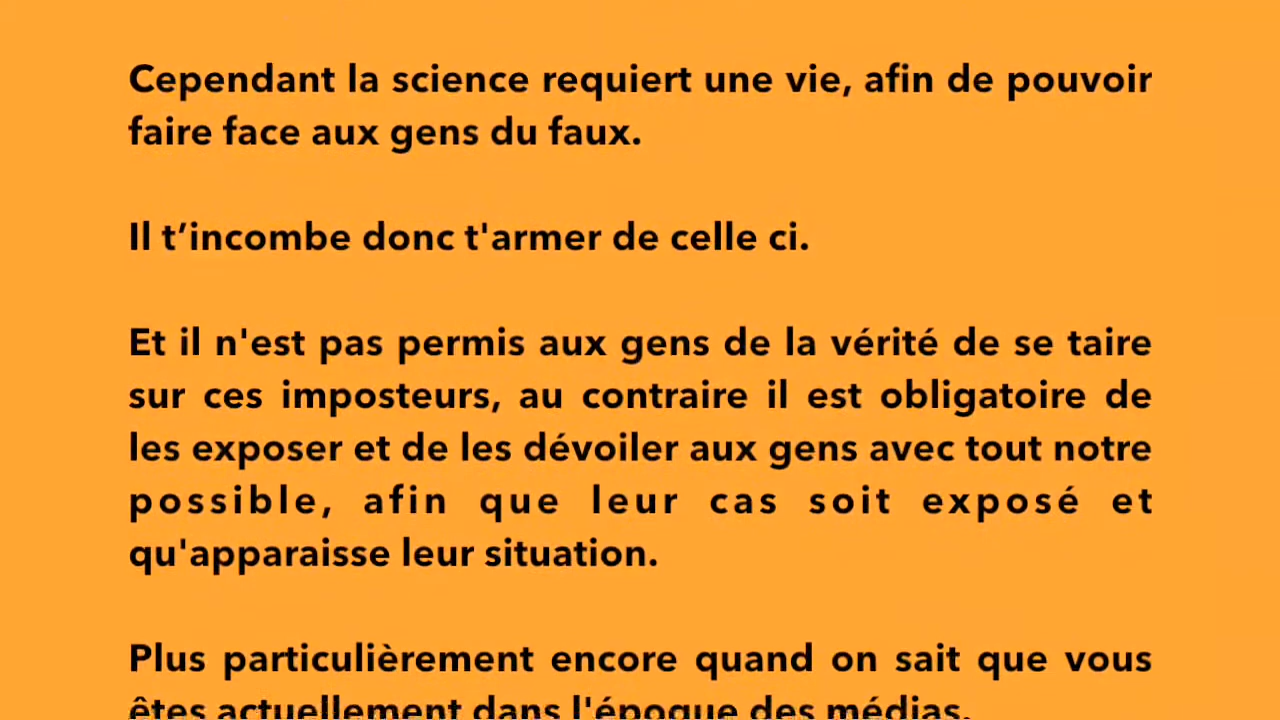 Cependant la science requiert une vie, afin de pouvoir
faire face aux gens du faux.
Il t’incombe donc t'armer de celle ci.
Et il n'est pas permis aux gens de la vérité de se taire
sur ces imposteurs, au contraire il est obligatoire de
les exposer et de les dévoiler aux gens avec tout notre
possible, afin que leur cas soit exposé et
qu'apparaisse leur situation.
Plus particulièrement encore quand on sait que vous
êtes actuellement dans l'époque des médias.